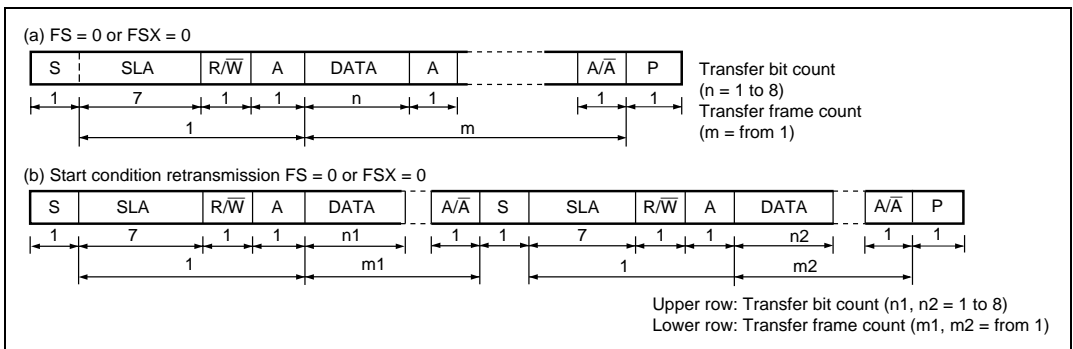 (a) FS = 0 or FSX = 0
S SLA R/W̅ A DATA A A/A̅ P
1 7 1 1 n 1 1 1
1 m
Transfer bit count
(n = 1 to 8)
Transfer frame count
(m = from 1)
(b) Start condition retransmission FS = 0 or FSX = 0
S SLA R/W̅ A DATA A/A̅ S SLA R/W̅ A DATA A/A̅ P
1 7 1 1 n1 1 1 7 1 1 n2 1 1
1 m1 1 m2
Upper row: Transfer bit count (n1, n2 = 1 to 8)
Lower row: Transfer frame count (m1, m2 = from 1)